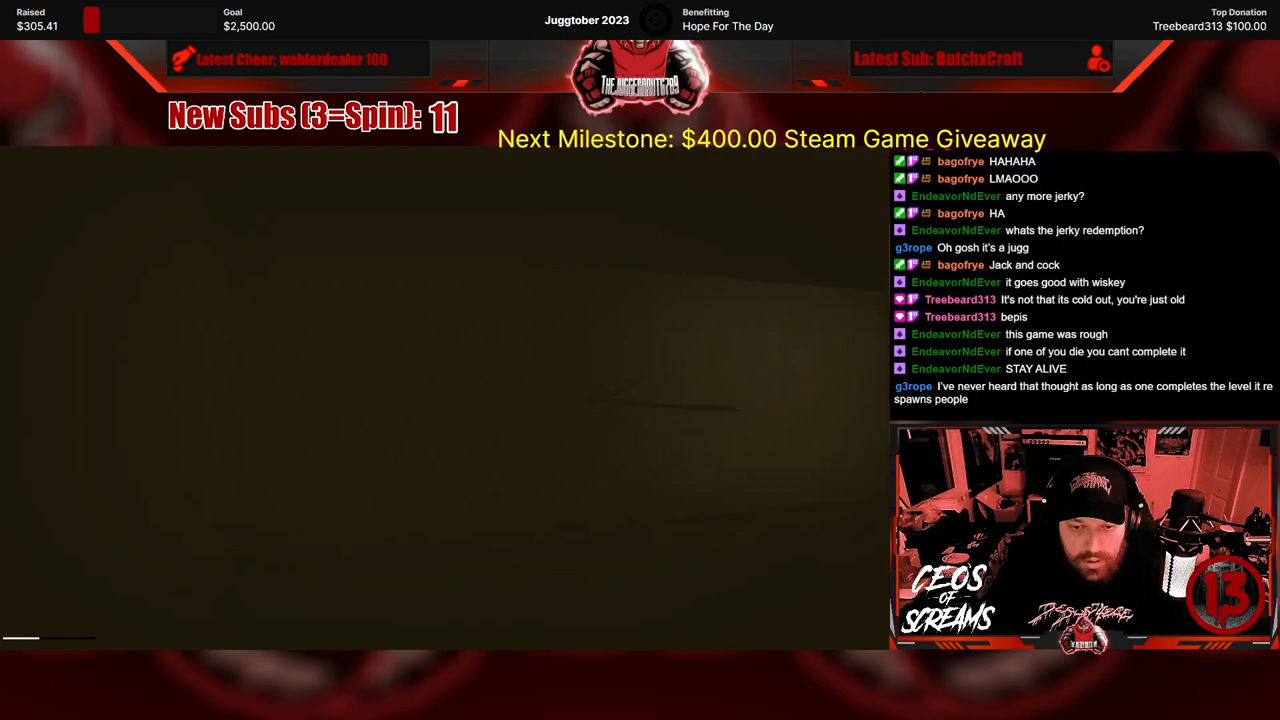 Raised
$305.41
Goal
$2,500.00
Juggtober 2023
Benefitting
Hope For The Day
Top Donation
Treebeard313 $100.00
Latest Cheer: wehlerdealer 100
THEJUGGERNAUT6789
Latest Sub: ButchxCraft
New Subs (3=Spin): 11
Next Milestone: $400.00 Steam Game Giveaway
bagofrye HAHAHA
bagofrye LMAOOO
EndeavorNdEver any more jerky?
bagofrye HA
EndeavorNdEver whats the jerky redemption?
g3rope Oh gosh it's a jugg
bagofrye Jack and cock
EndeavorNdEver it goes good with wiskey
Treebeard313 It's not that its cold out, you're just old
Treebeard313 bepis
EndeavorNdEver this game was rough
EndeavorNdEver if one of you die you cant complete it
EndeavorNdEver STAY ALIVE
g3rope I've never heard that thought as long as one completes the level it re
spawns people
CEOS
OF
SCREAMS
13